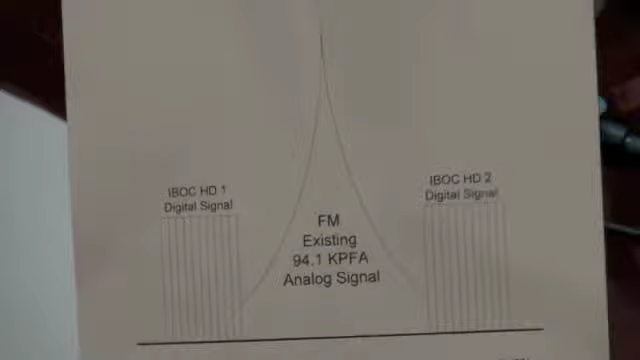 IBOC HD 1
Digital Signal
IBOC HD 2
Digital Signal
FM
Existing
94.1 KPFA
Analog Signal